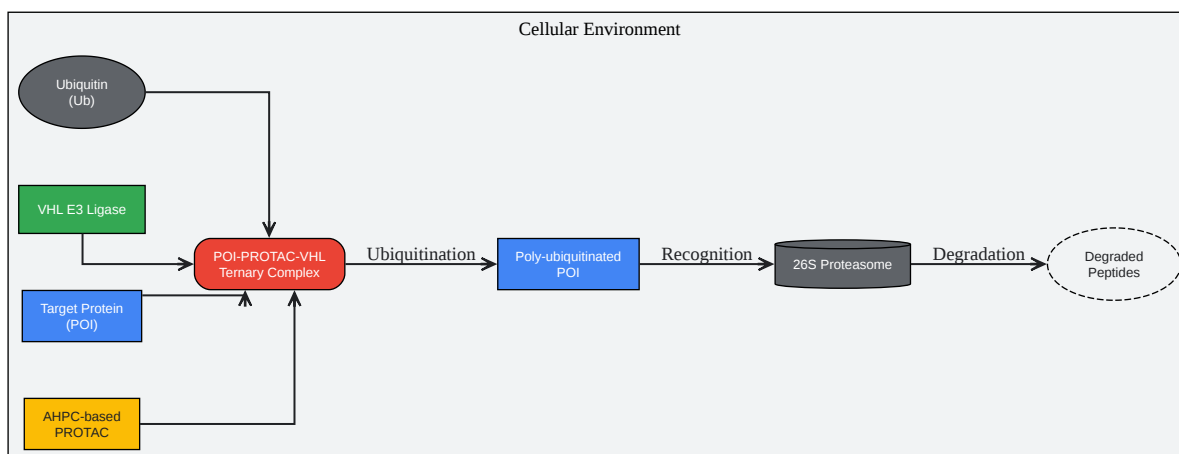 Cellular Environment
Ubiquitin
(Ub)
VHL E3 Ligase
POI-PROTAC-VHL
Ternary Complex
Ubiquitination
Poly-ubiquitinated
POI
Recognition
26S Proteasome
Degradation
Degraded
Peptides
Target Protein
(POI)
AHPC-based
PROTAC